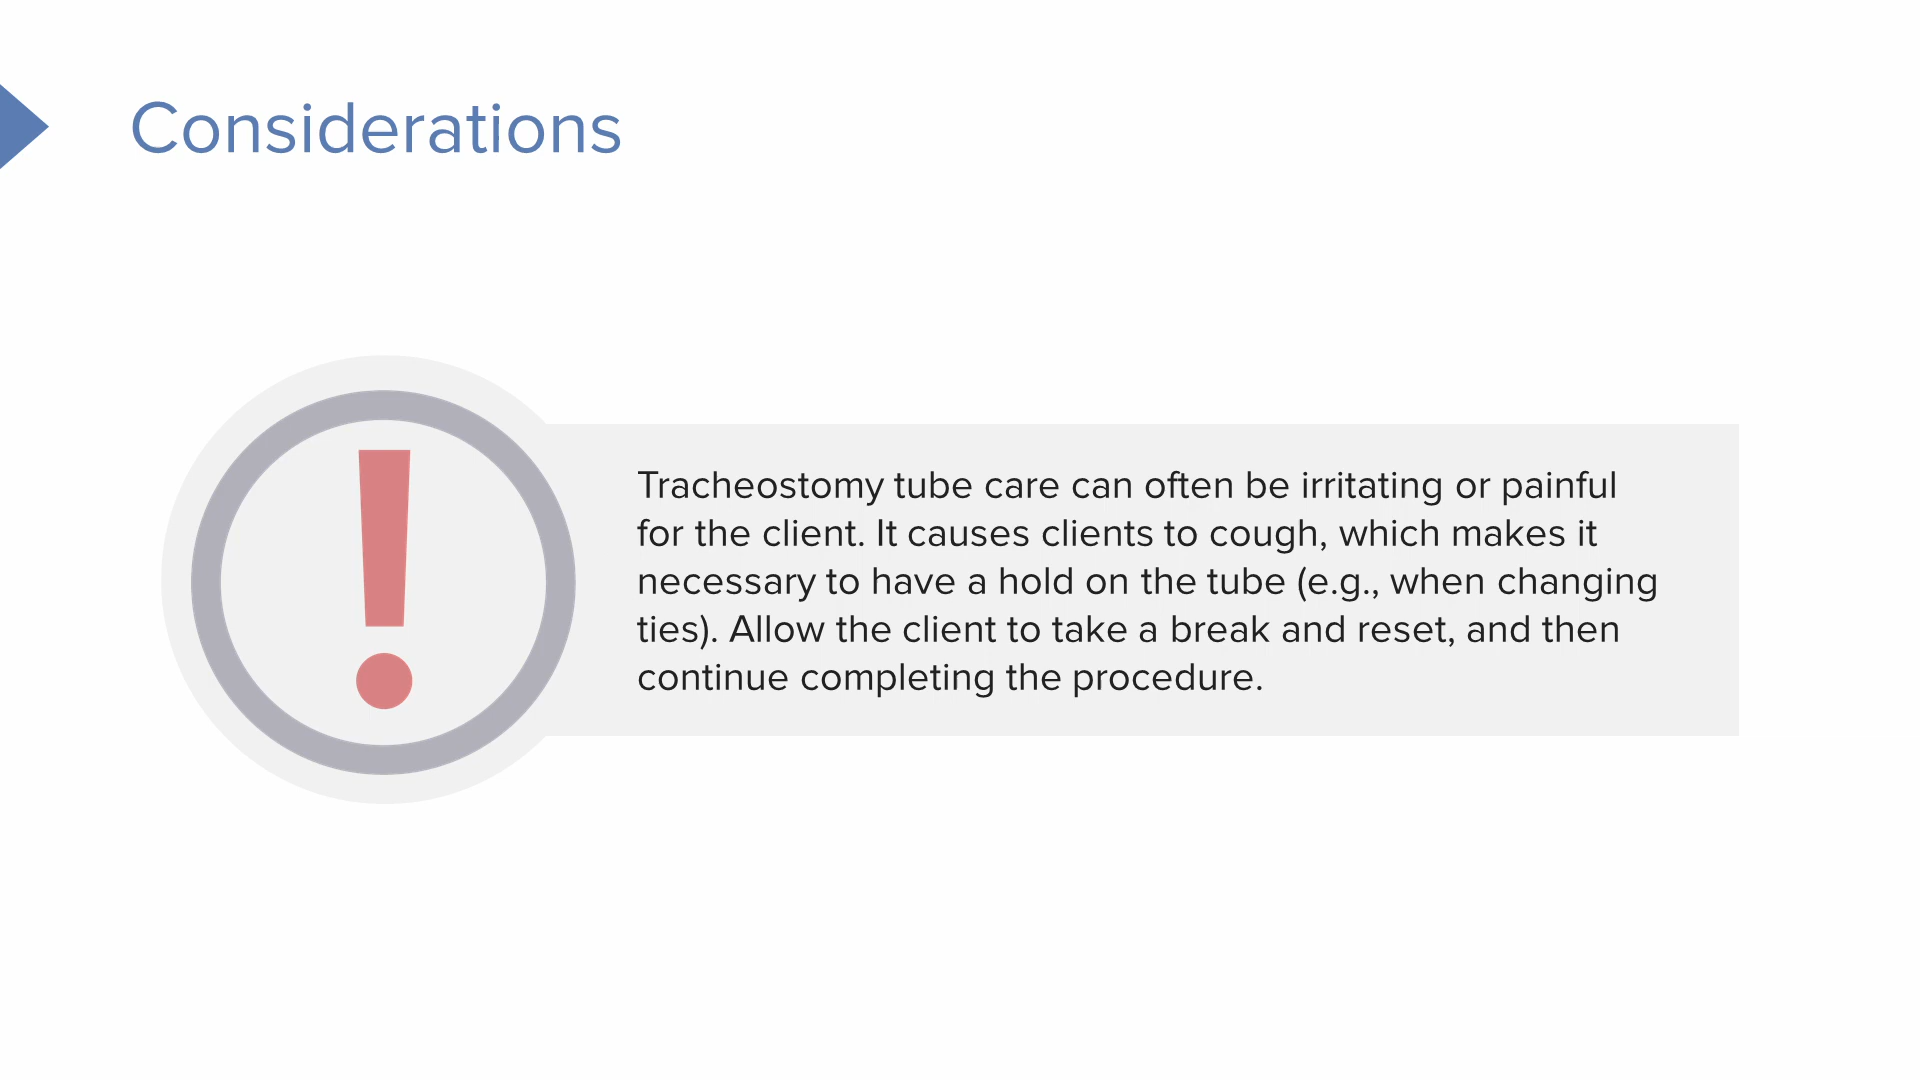 Considerations
Tracheostomy tube care can often be irritating or painful
for the client. It causes clients to cough, which makes it
necessary to have a hold on the tube (e.g., when changing
ties). Allow the client to take a break and reset, and then
continue completing the procedure.